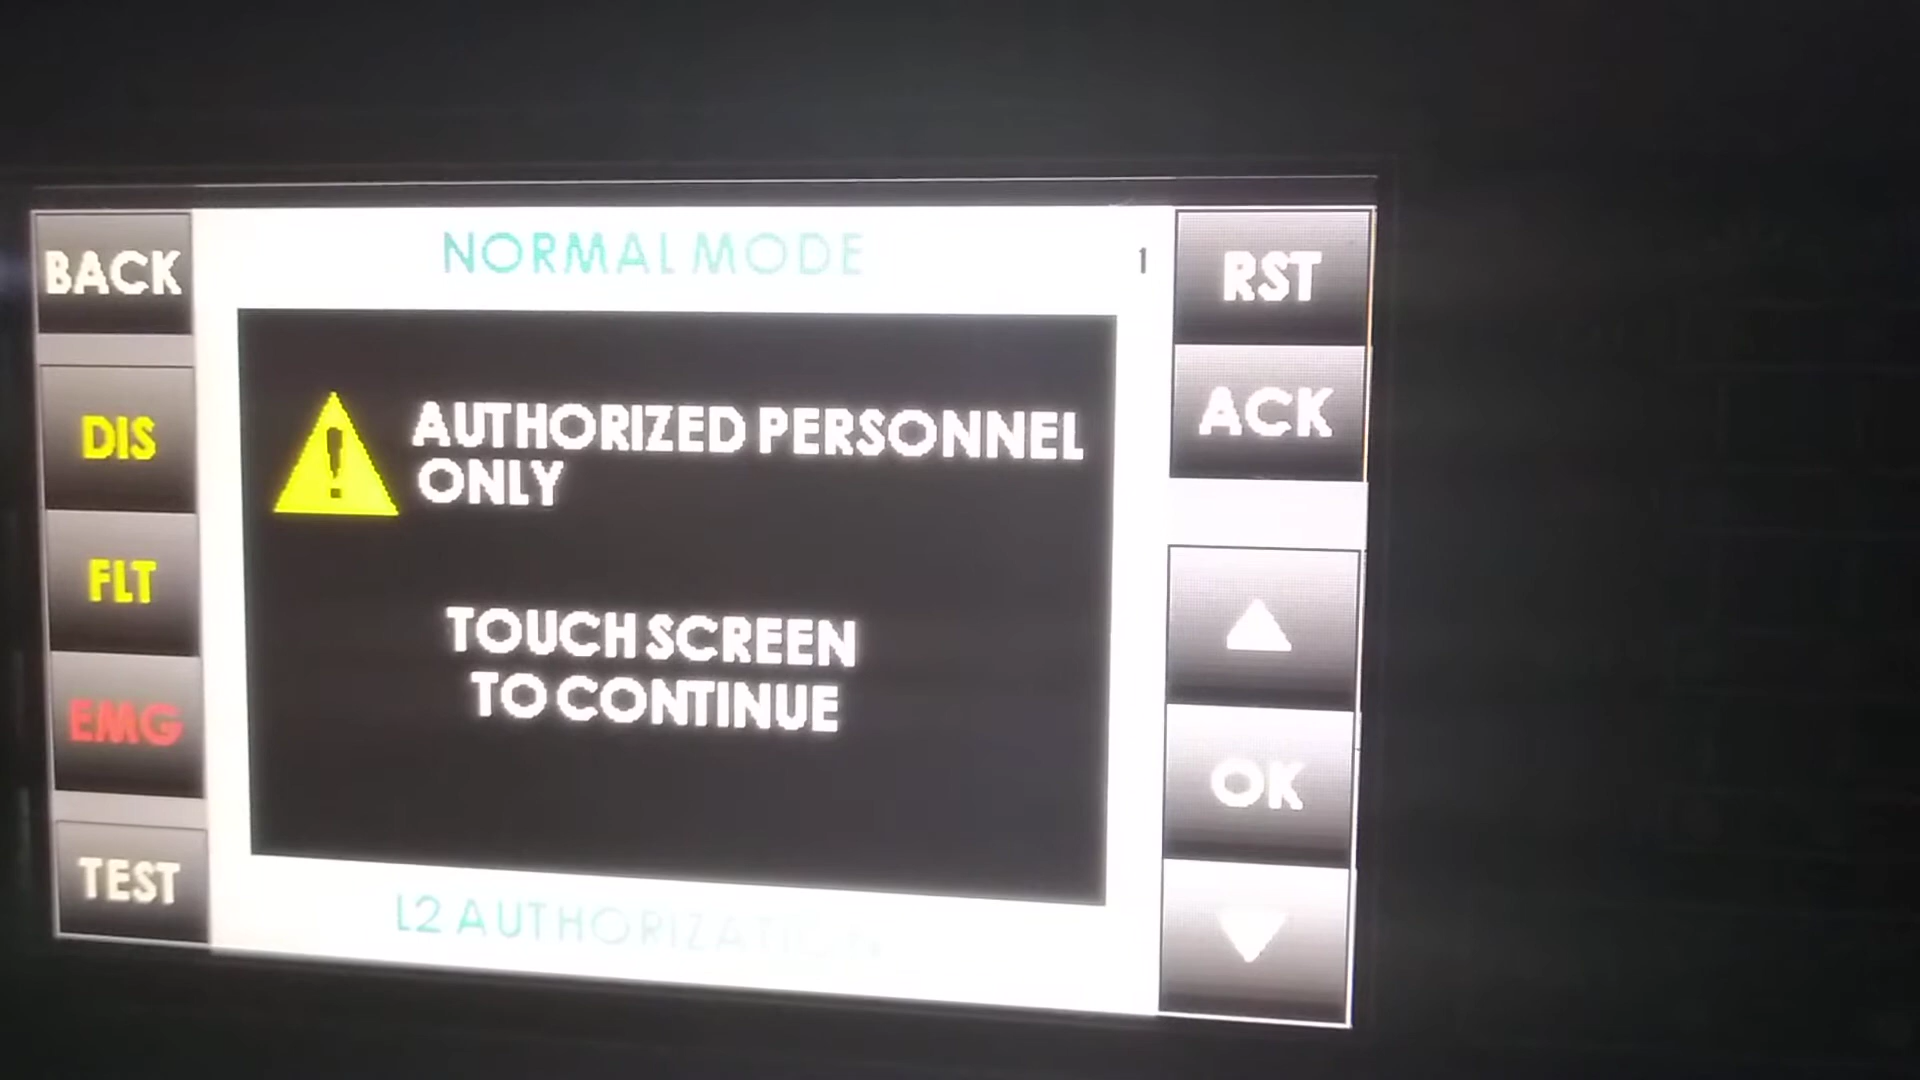 BACK
NORMAL MODE
1
RST
ACK
DIS
FLT
EMG
TEST
AUTHORIZED PERSONNEL
ONLY
TOUCH SCREEN
TO CONTINUE
OK
L2 AUTHORIZATION